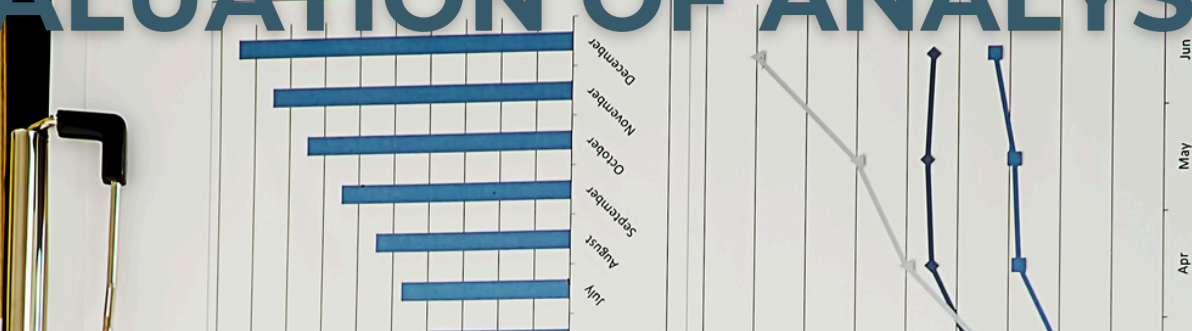 ALUATION OF ANALYS
December
November
October
September
August
July
Jun
May
Apr